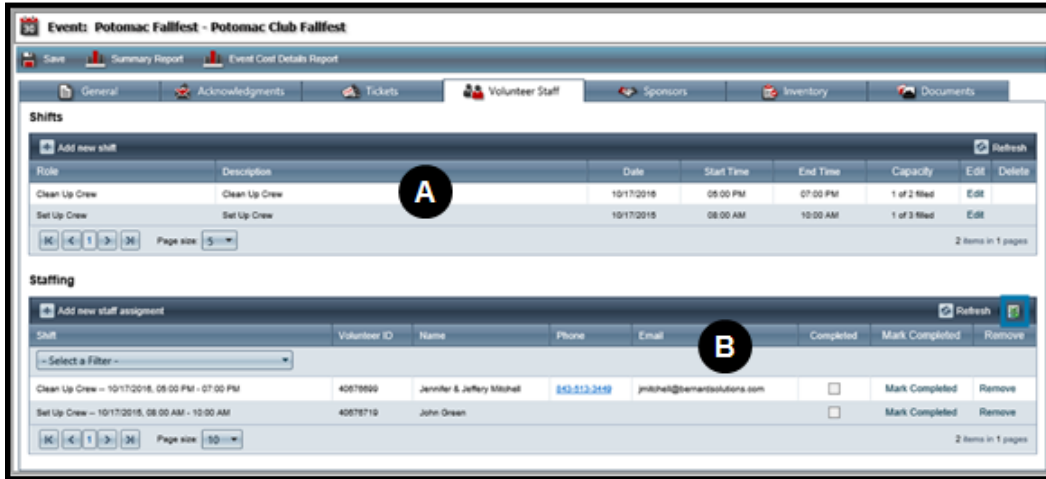 Event: Potomac Fallfest - Potomac Club Fallfest
Save Summary Report Event Cost Details Report
General Acknowledgments Tickets Volunteer Staff Sponsors Inventory Documents
Shifts
Add new shift Refresh
Role Description Date Start Time End Time Capacity Edit Delete
Clean Up Crew Clean Up Crew 10/17/2015 05:00 PM 07:00 PM 1 of 2 filled Edit
A
Set Up Crew Set Up Crew 10/17/2015 08:00 AM 10:00 AM 1 of 3 filled Edit
1 Page size: 5 2 items in 1 pages
Staffing
Add new staff assigment Refresh
Shift Volunteer ID Name Phone Email Completed Mark Completed Remove
B
- Select a Filter -
Clean Up Crew -- 10/17/2015, 05:00 PM - 07:00 PM 40678699 Jennifer & Jeffery Mitchell 843-513-3449 jmitchell@bernardsolutions.com Mark Completed Remove
Set Up Crew -- 10/17/2015, 08:00 AM - 10:00 AM 40678719 John Green Mark Completed Remove
1 Page size: 10 2 items in 1 pages